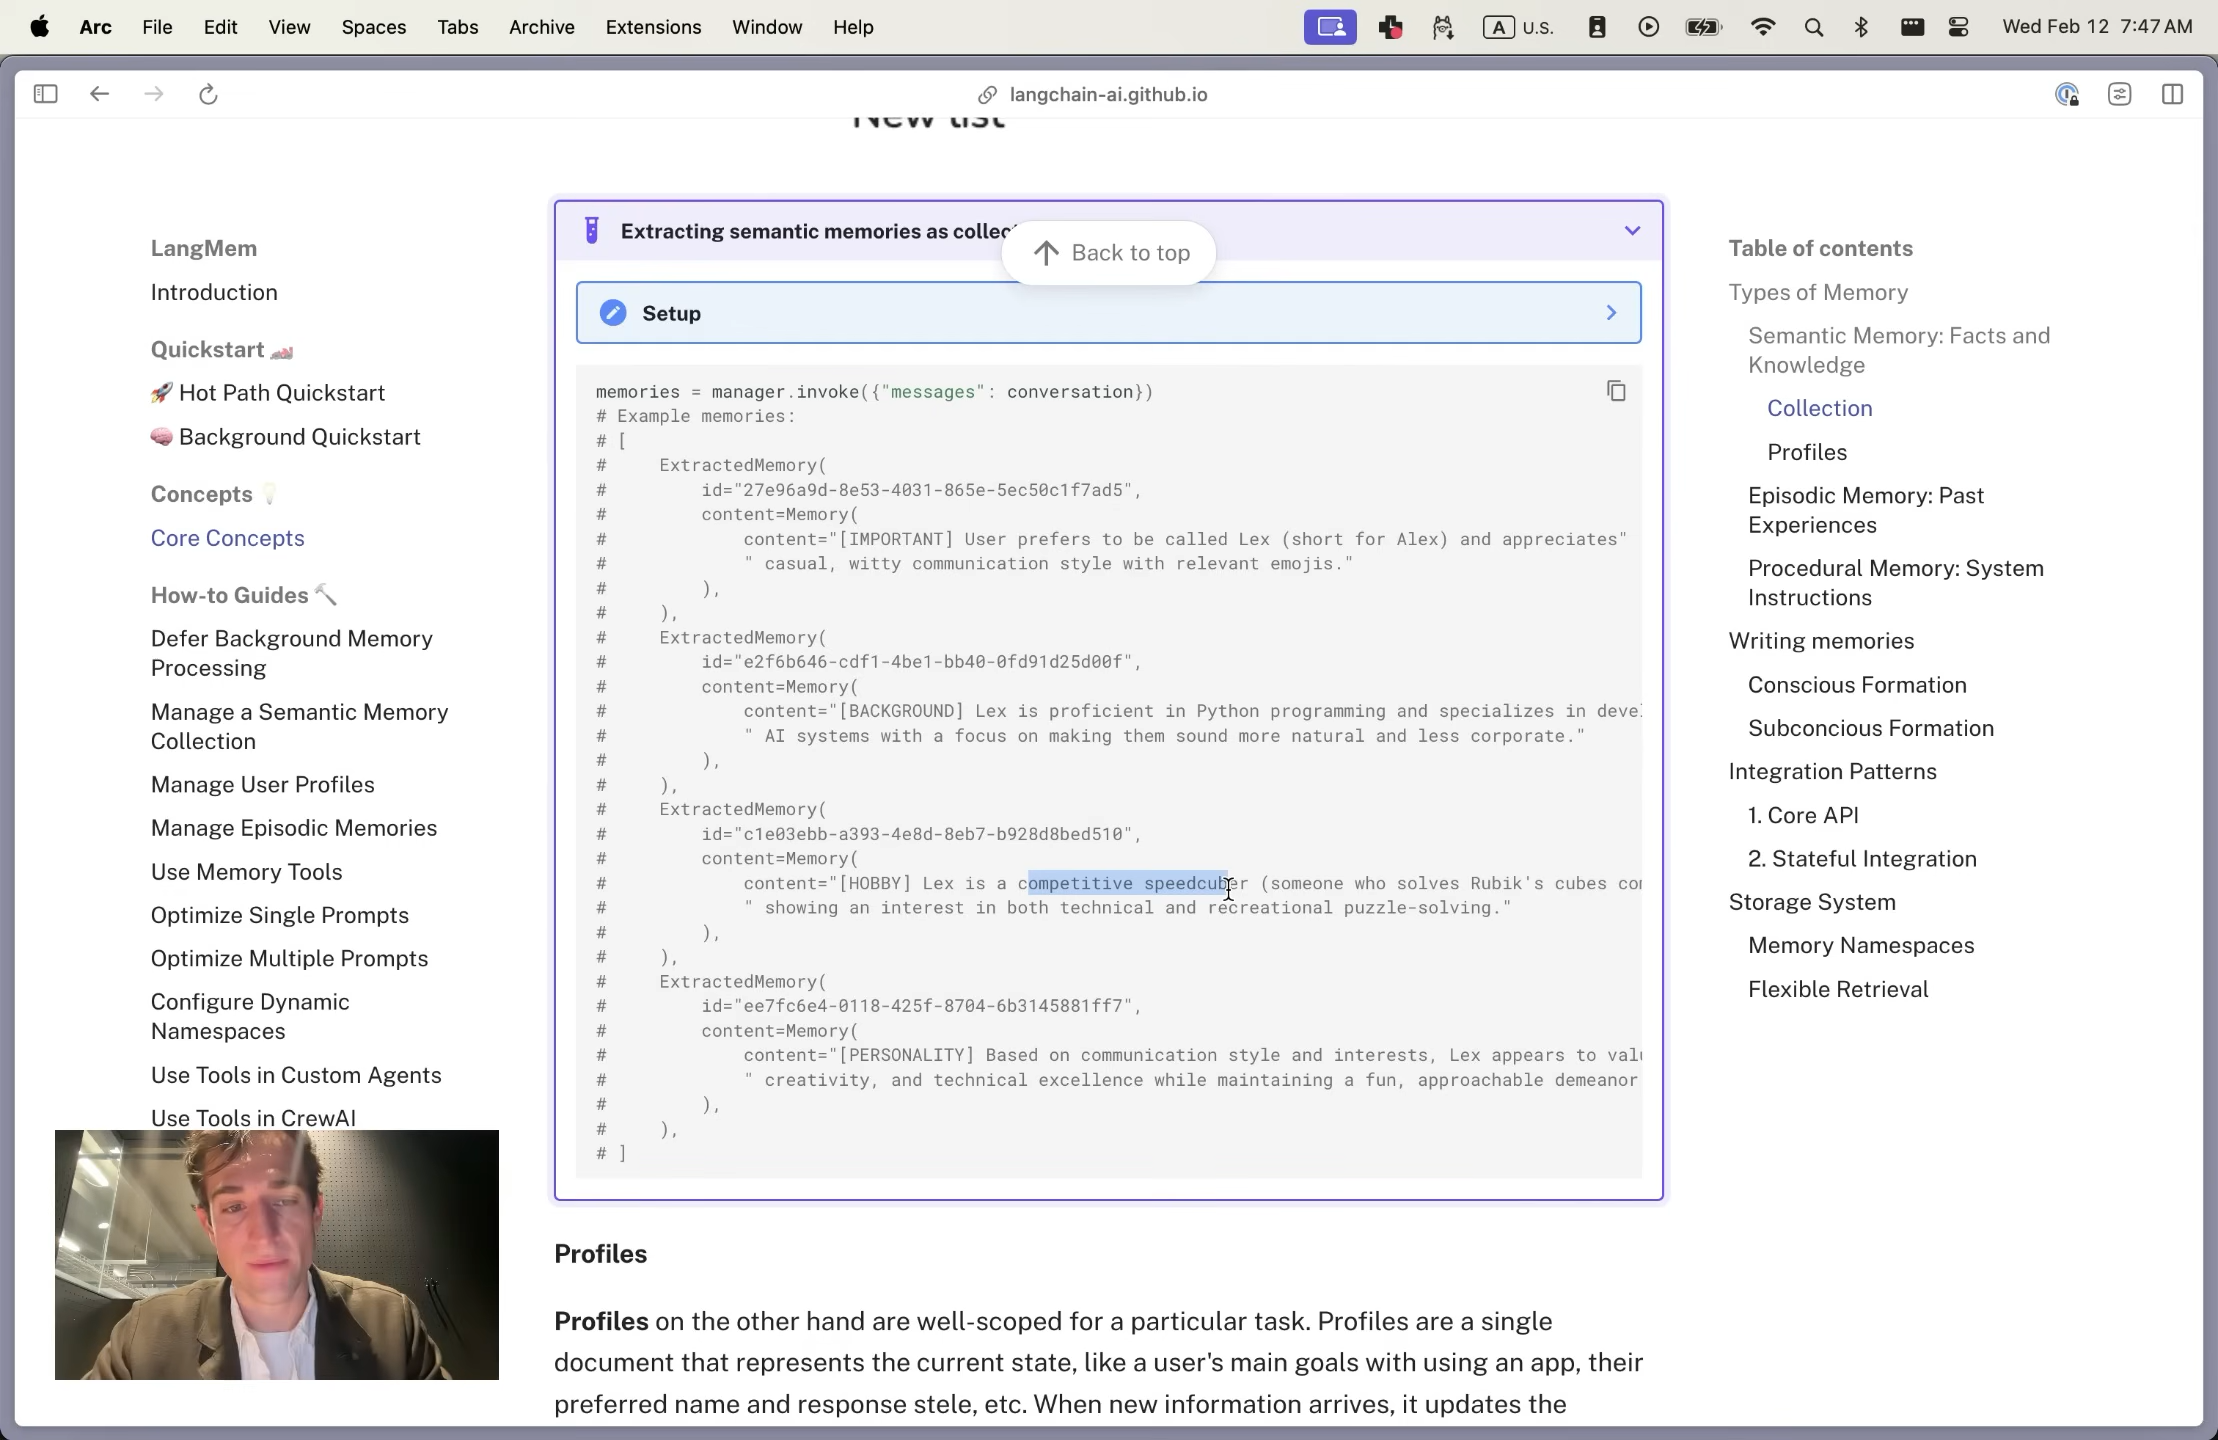 Arc File Edit View Spaces Tabs Archive Extensions Window Help A U.S. Wed Feb 12 7:47 AM
langchain-ai.github.io
New list
LangMem
Introduction
Quickstart 🏎️
🚀 Hot Path Quickstart
🧠 Background Quickstart
Concepts 💡
Core Concepts
How-to Guides 🔨
Defer Background Memory
Processing
Manage a Semantic Memory
Collection
Manage User Profiles
Manage Episodic Memories
Use Memory Tools
Optimize Single Prompts
Optimize Multiple Prompts
Configure Dynamic
Namespaces
Use Tools in Custom Agents
Use Tools in CrewAI
Extracting semantic memories as collec
Back to top
Setup
memories = manager.invoke({"messages": conversation})
# Example memories:
# [
#     ExtractedMemory(
#         id="27e96a9d-8e53-4031-865e-5ec50c1f7ad5",
#         content=Memory(
#             content="[IMPORTANT] User prefers to be called Lex (short for Alex) and appreciates"
#             " casual, witty communication style with relevant emojis."
#         ),
#     ),
#     ExtractedMemory(
#         id="e2f6b646-cdf1-4be1-bb40-0fd91d25d00f",
#         content=Memory(
#             content="[BACKGROUND] Lex is proficient in Python programming and specializes in deve
#             " AI systems with a focus on making them sound more natural and less corporate."
#         ),
#     ),
#     ExtractedMemory(
#         id="c1e03ebb-a393-4e8d-8eb7-b928d8bed510",
#         content=Memory(
#             content="[HOBBY] Lex is a competitive speedcuber (someone who solves Rubik's cubes co
#             " showing an interest in both technical and recreational puzzle-solving."
#         ),
#     ),
#     ExtractedMemory(
#         id="ee7fc6e4-0118-425f-8704-6b3145881ff7",
#         content=Memory(
#             content="[PERSONALITY] Based on communication style and interests, Lex appears to val
#             " creativity, and technical excellence while maintaining a fun, approachable demeanor
#         ),
#     ),
# ]
Profiles
Profiles on the other hand are well-scoped for a particular task. Profiles are a single
document that represents the current state, like a user's main goals with using an app, their
preferred name and response stele, etc. When new information arrives, it updates the
Table of contents
Types of Memory
Semantic Memory: Facts and
Knowledge
Collection
Profiles
Episodic Memory: Past
Experiences
Procedural Memory: System
Instructions
Writing memories
Conscious Formation
Subconcious Formation
Integration Patterns
1. Core API
2. Stateful Integration
Storage System
Memory Namespaces
Flexible Retrieval